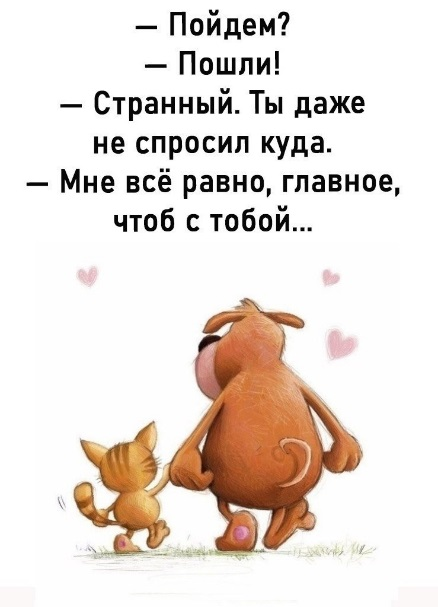 — Пойдем?
— Пошли!
— Странный. Ты даже
не спросил куда.
— Мне всё равно, главное,
чтоб с тобой...